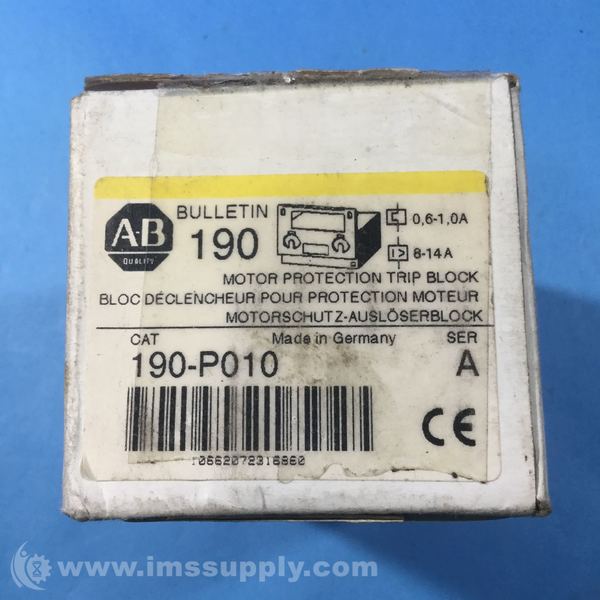 A-B
QUALITY
BULLETIN
190
0,6-1,0A
I>
8-14A
MOTOR PROTECTION TRIP BLOCK
BLOC DÉCLENCHEUR POUR PROTECTION MOTEUR
MOTORSCHUTZ-AUSLÖSERBLOCK
CAT Made in Germany SER
190-P010 A
CE
www.imssupply.com